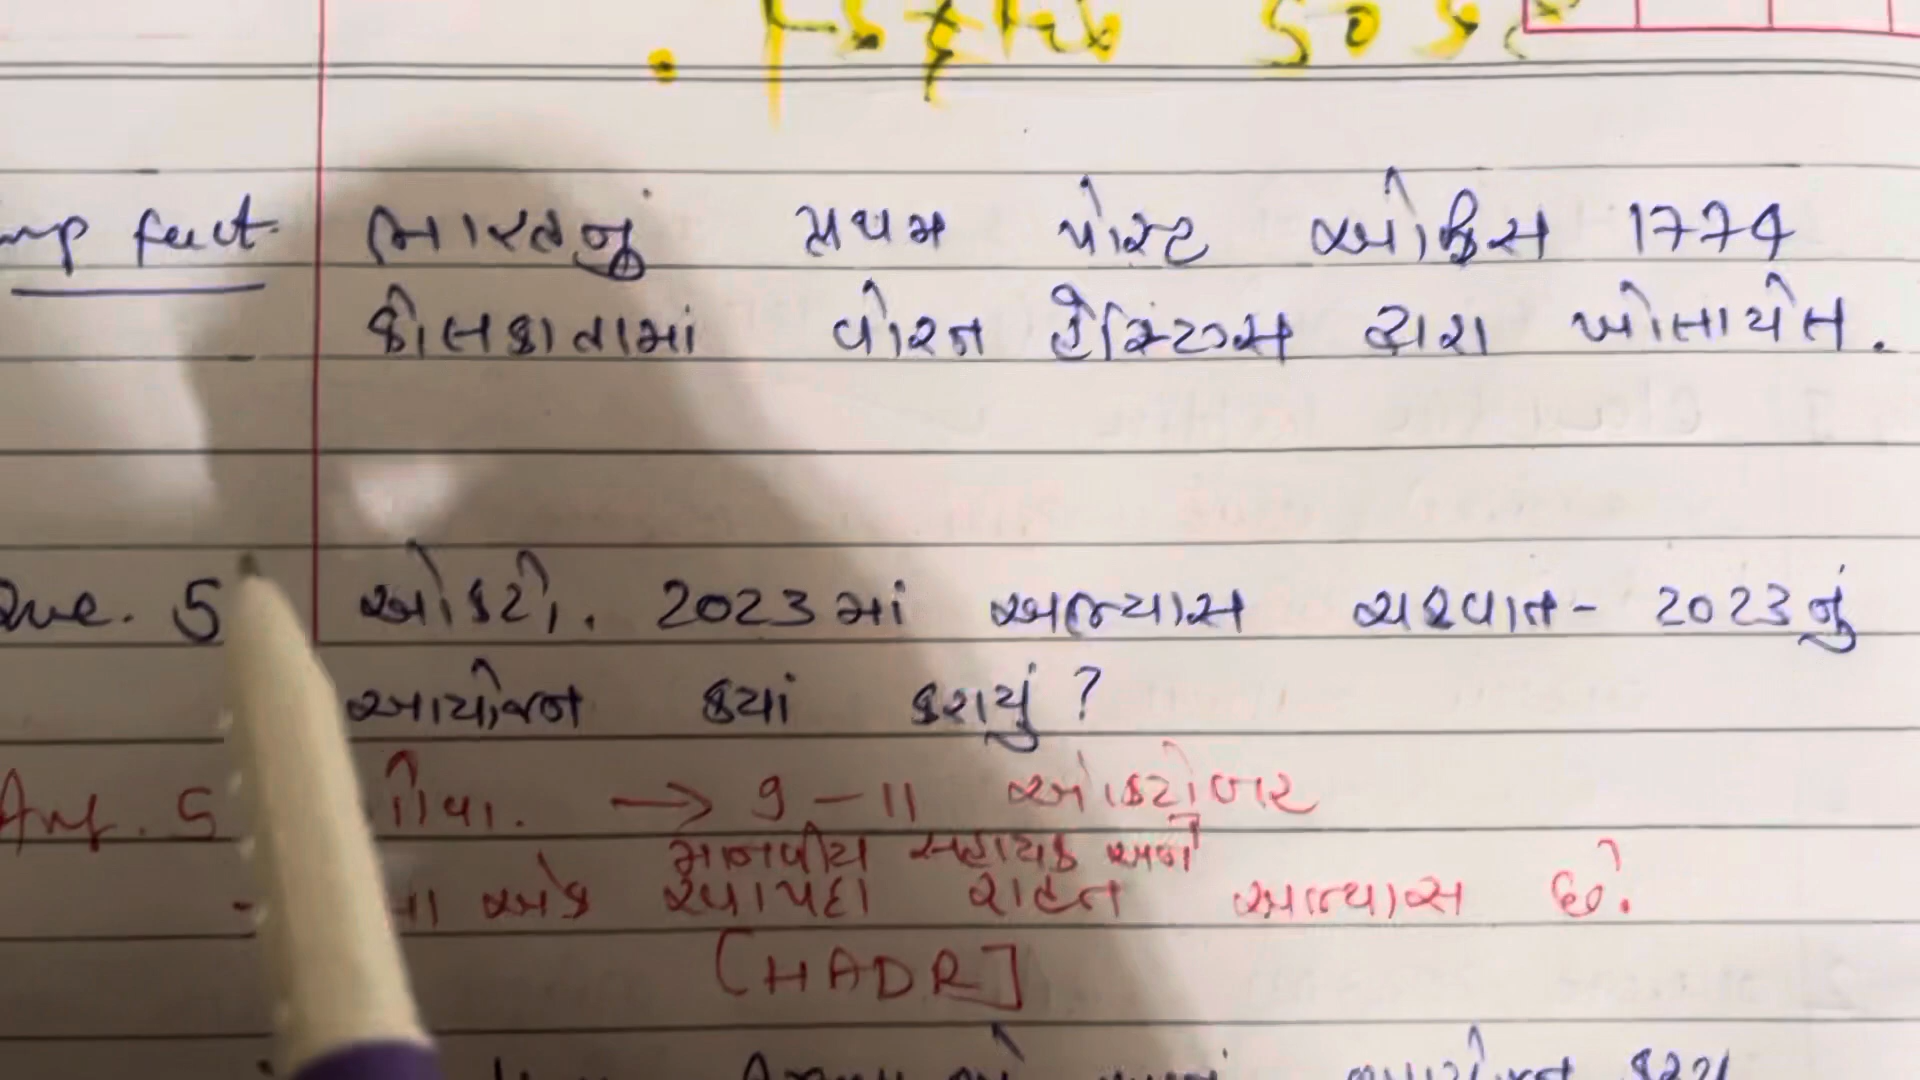 imp fact ભારતનું પ્રથમ પોસ્ટ ઓફિસ 1774
કોલકાતામાં વોરન હેસ્ટિંગ્સ દ્વારા ખોલાયેલ.
Que. 5 ઓક્ટો. 2023માં અભ્યાસ ચક્રવાત - 2023નું
આયોજન ક્યાં કરાયું ?
Ans. 5 ગોવા. → 9 - 11 ઓક્ટોબર
માનવીય સહાયક અને
- આ એક આપદા રાહત અભ્યાસ છે.
[HADR]